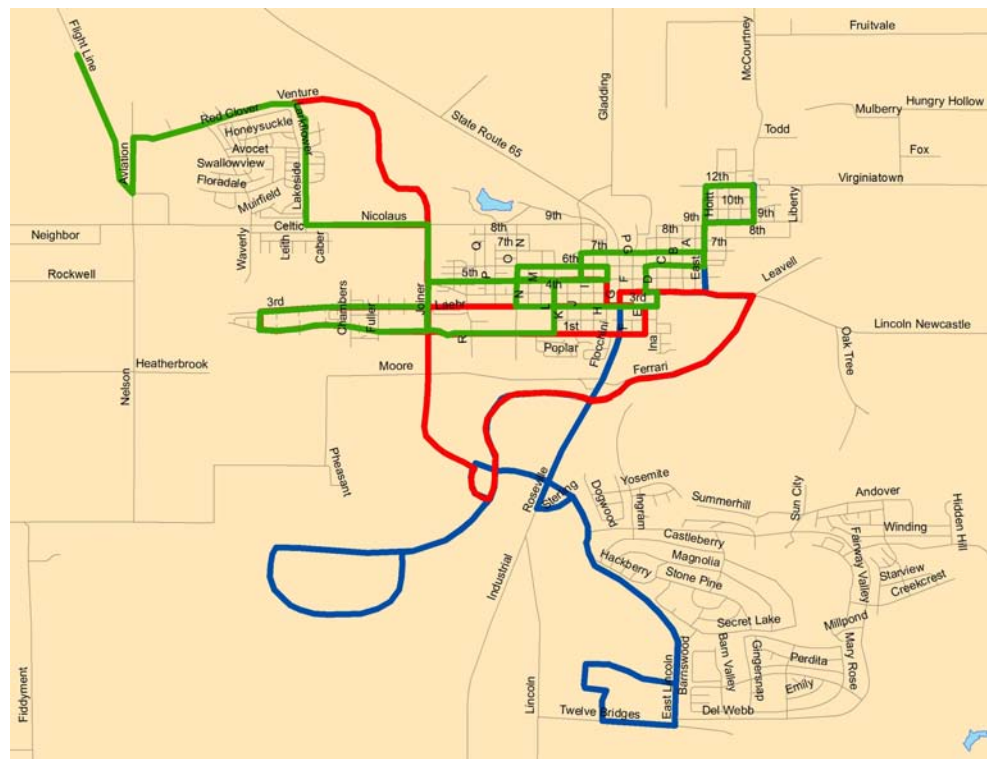 Flight Line
Fruitvale
McCourtney
Gladding
Venture
Red Clover
Larkflower
Honeysuckle
State Route 65
Mulberry
Hungry Hollow
Todd
Avocet
Fox
Swallowview
Aviation
Floradale
Lakeside
Muirfield
12th
Virginiatown
Hoitt
10th
Liberty
Nicolaus
9th
9th
9th
Celtic
8th
8th
8th
Neighbor
Waverly
Leith
Caber
Q
7th
N
7th
D
G
B
A
7th
O
6th
C
East
Leavell
Rockwell
5th
P
M
I
F
D
4th
G
3rd
Chambers
Fuller
Joiner
Laehr
N
L
J
H
3rd
E
K
1st
F
Lincoln Newcastle
R
Poplar
Flocchini
Ina
Oak Tree
Heatherbrook
Moore
Ferrari
Nelson
Pheasant
Roseville
Sterling
Dogwood
Yosemite
Ingram
Summerhill
Sun City
Andover
Hidden Hill
Winding
Castleberry
Fairway Valley
Magnolia
Hackberry
Stone Pine
Starview
Creekcrest
Industrial
Secret Lake
Millpond
Barnswood
Barn Valley
Gingersnap
Mary Rose
Perdita
Fiddyment
Lincoln
East Lincoln
Emily
Twelve Bridges
Del Webb